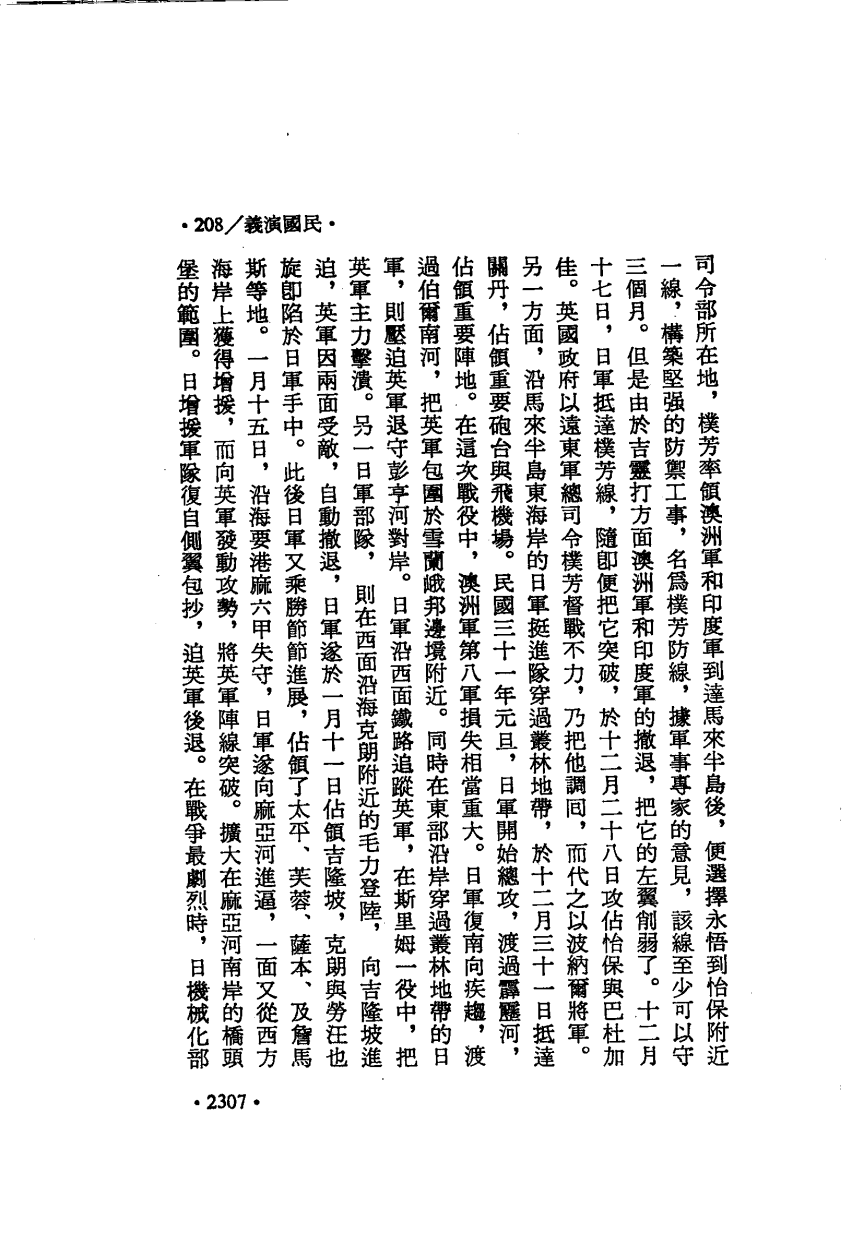 •208／義演國民•
司令部所在地，樸芳率領澳洲軍和印度軍到達馬來半島後，便選擇永悟到怡保附近
一線，構築堅强的防禦工事，名爲樸芳防線，據軍事專家的意見，該線至少可以守
三個月。但是由於吉靈打方面澳洲軍和印度軍的撤退，把它的左翼削弱了。十二月
十七日，日軍抵達樸芳線，隨即便把它突破，於十二月二十八日攻佔怡保與巴杜加
佳。英國政府以遠東軍總司令樸芳督戰不力，乃把他調回，而代之以波納爾將軍。
另一方面，沿馬來半島東海岸的日軍挺進隊穿過叢林地帶，於十二月三十一日抵達
關丹，佔領重要砲台與飛機場。民國三十一年元旦，日軍開始總攻，渡過霹靂河，
佔領重要陣地。在這次戰役中，澳洲軍第八軍損失相當重大。日軍復南向疾趨，渡
過伯爾南河，把英軍包圍於雪蘭峨邦邊境附近。同時在東部沿岸穿過叢林地帶的日
軍，則壓迫英軍退守彭亨河對岸。日軍沿西面鐵路追蹤英軍，在斯里姆一役中，把
英軍主力擊潰。另一日軍部隊，則在西面沿海克朗附近的毛力登陸，向吉隆坡進
迫，英軍因兩面受敵，自動撤退，日軍遂於一月十一日佔領吉隆坡，克朗與勞汪也
旋即陷於日軍手中。此後日軍又乘勝節節進展，佔領了太平、芙蓉、薩本、及詹馬
斯等地。一月十五日，沿海要港麻六甲失守，日軍遂向麻亞河進逼，一面又從西方
海岸上獲得增援，而向英軍發動攻勢，將英軍陣線突破。擴大在麻亞河南岸的橋頭
堡的範圍。日增援軍隊復自側翼包抄，迫英軍後退。在戰爭最劇烈時，日機械化部
•2307•